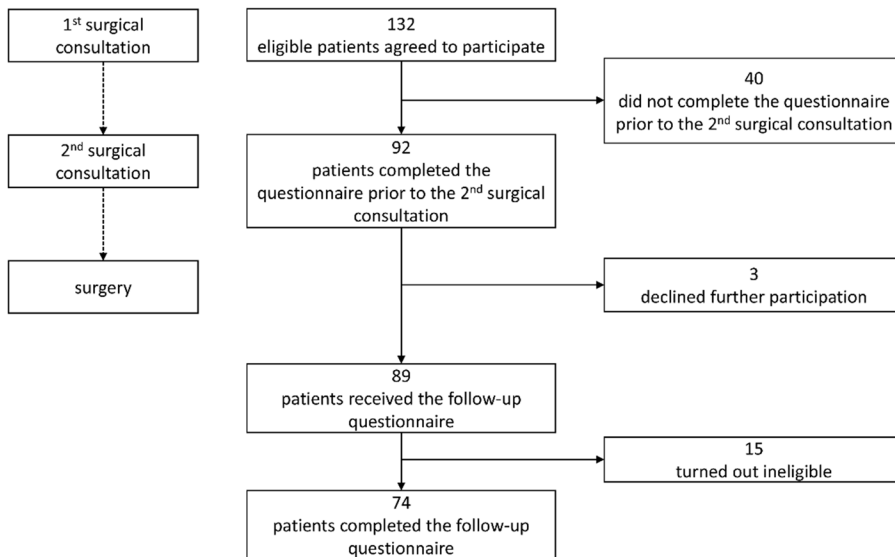 1st surgical
consultation
2nd surgical
consultation
surgery
132
eligible patients agreed to participate
40
did not complete the questionnaire
prior to the 2nd surgical consultation
92
patients completed the
questionnaire prior to the 2nd surgical
consultation
3
declined further participation
89
patients received the follow-up
questionnaire
15
turned out ineligible
74
patients completed the follow-up
questionnaire